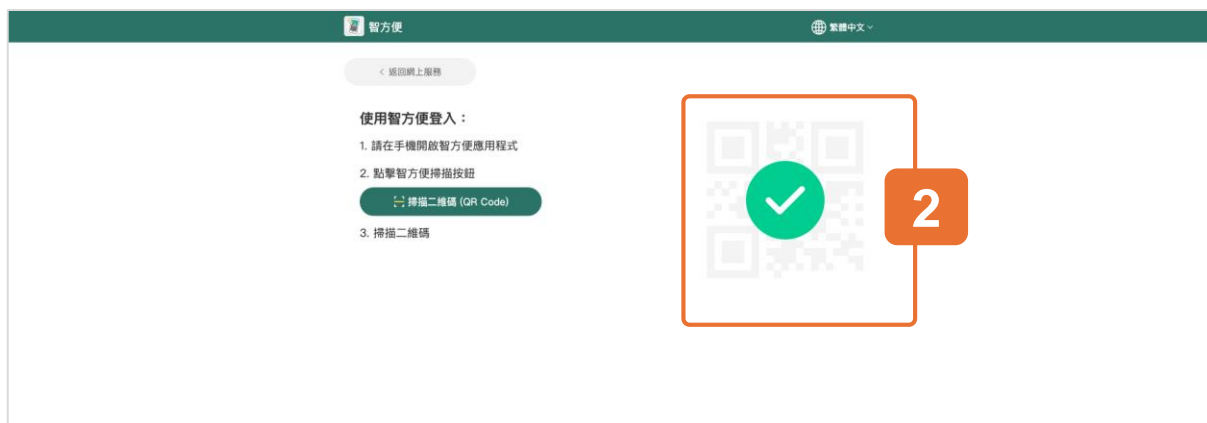 智方便
繁體中文
< 返回網上服務
使用智方便登入：
1. 請在手機開啟智方便應用程式
2. 點擊智方便掃描按鈕
掃描二維碼 (QR Code)
3. 掃描二維碼
2